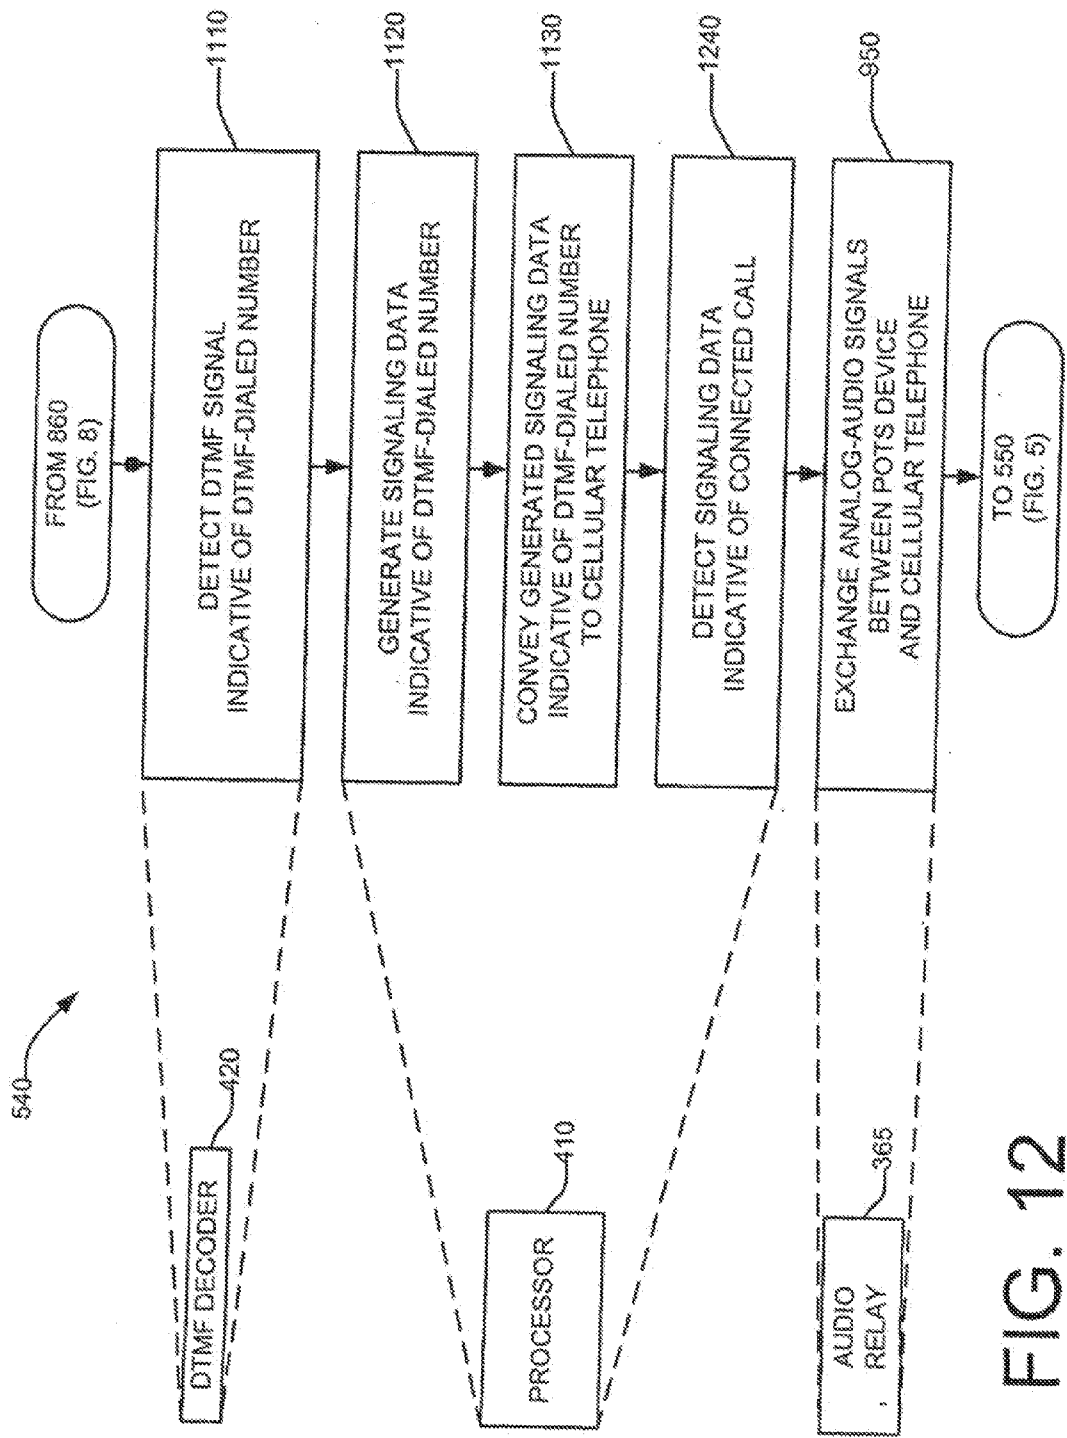 540
FROM 860
(FIG. 8)
DTMF DECODER
420
DETECT DTMF SIGNAL
INDICATIVE OF DTMF-DIALED NUMBER
1110
PROCESSOR
410
GENERATE SIGNALING DATA
INDICATIVE OF DTMF-DIALED NUMBER
1120
CONVEY GENERATED SIGNALING DATA
INDICATIVE OF DTMF-DIALED NUMBER
TO CELLULAR TELEPHONE
1130
DETECT SIGNALING DATA
INDICATIVE OF CONNECTED CALL
1240
AUDIO
RELAY
365
EXCHANGE ANALOG-AUDIO SIGNALS
BETWEEN POTS DEVICE
AND CELLULAR TELEPHONE
950
TO 550
(FIG. 5)
FIG. 12